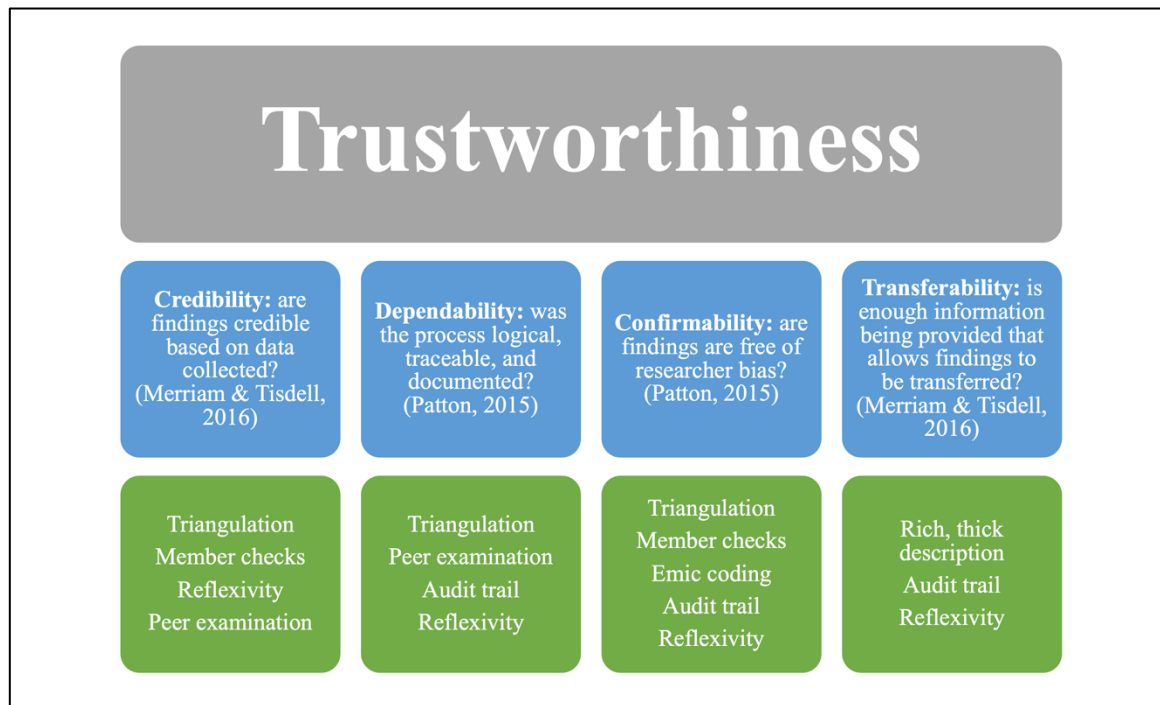 Trustworthiness
Credibility: are
findings credible
based on data
collected?
(Merriam & Tisdell,
2016)
Dependability: was
the process logical,
traceable, and
documented?
(Patton, 2015)
Confirmability: are
findings are free of
researcher bias?
(Patton, 2015)
Transferability: is
enough information
being provided that
allows findings to
be transferred?
(Merriam & Tisdell,
2016)
Triangulation
Member checks
Reflexivity
Peer examination
Triangulation
Peer examination
Audit trail
Reflexivity
Triangulation
Member checks
Emic coding
Audit trail
Reflexivity
Rich, thick
description
Audit trail
Reflexivity